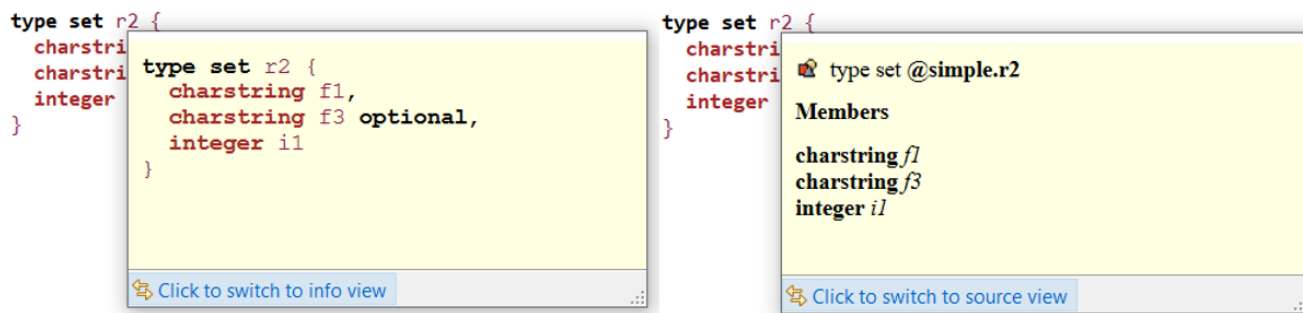 type set r2 {
charstri
charstri
integer
}
type set r2 {
charstring f1,
charstring f3 optional,
integer i1
}
Click to switch to info view
type set r2 {
charstri
charstri
integer
}
type set @simple.r2
Members
charstring f1
charstring f3
integer i1
Click to switch to source view